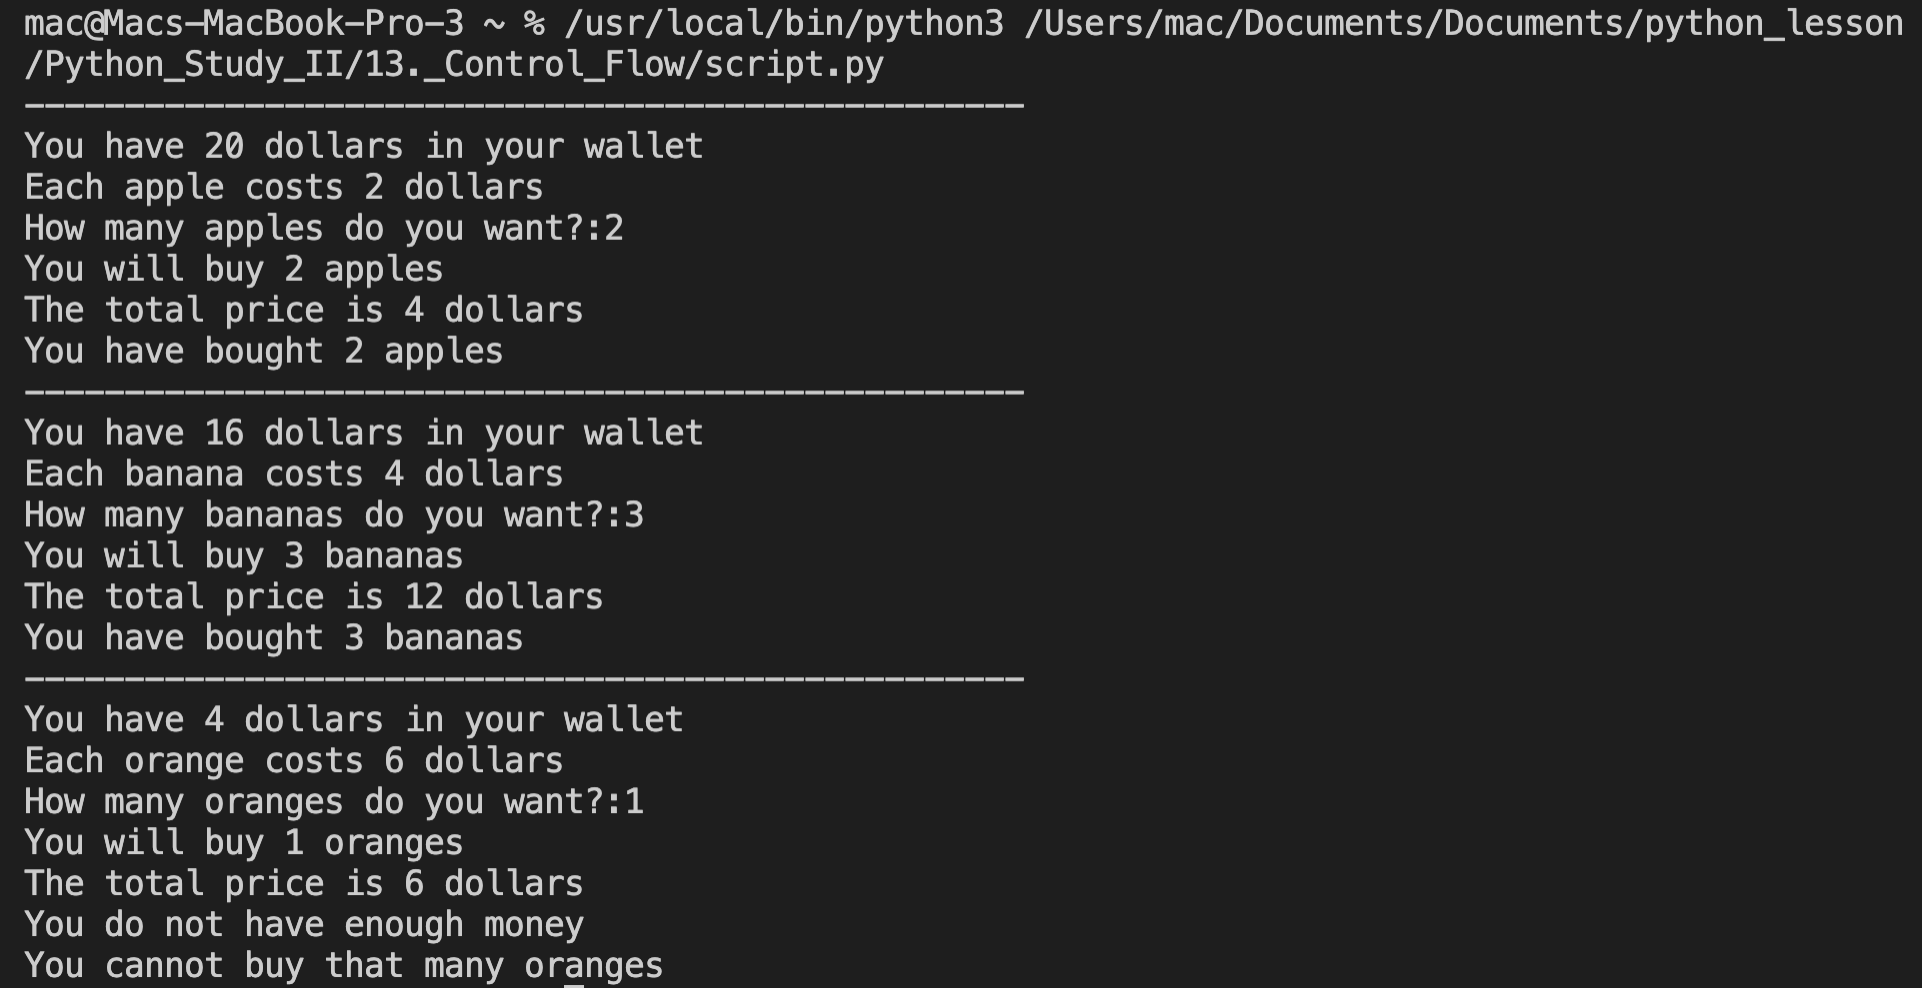 mac@Macs-MacBook-Pro-3 ~ % /usr/local/bin/python3 /Users/mac/Documents/Documents/python_lesson
/Python_Study_II/13._Control_Flow/script.py
--------------------------------------------------
You have 20 dollars in your wallet
Each apple costs 2 dollars
How many apples do you want?:2
You will buy 2 apples
The total price is 4 dollars
You have bought 2 apples
--------------------------------------------------
You have 16 dollars in your wallet
Each banana costs 4 dollars
How many bananas do you want?:3
You will buy 3 bananas
The total price is 12 dollars
You have bought 3 bananas
--------------------------------------------------
You have 4 dollars in your wallet
Each orange costs 6 dollars
How many oranges do you want?:1
You will buy 1 oranges
The total price is 6 dollars
You do not have enough money
You cannot buy that many oranges